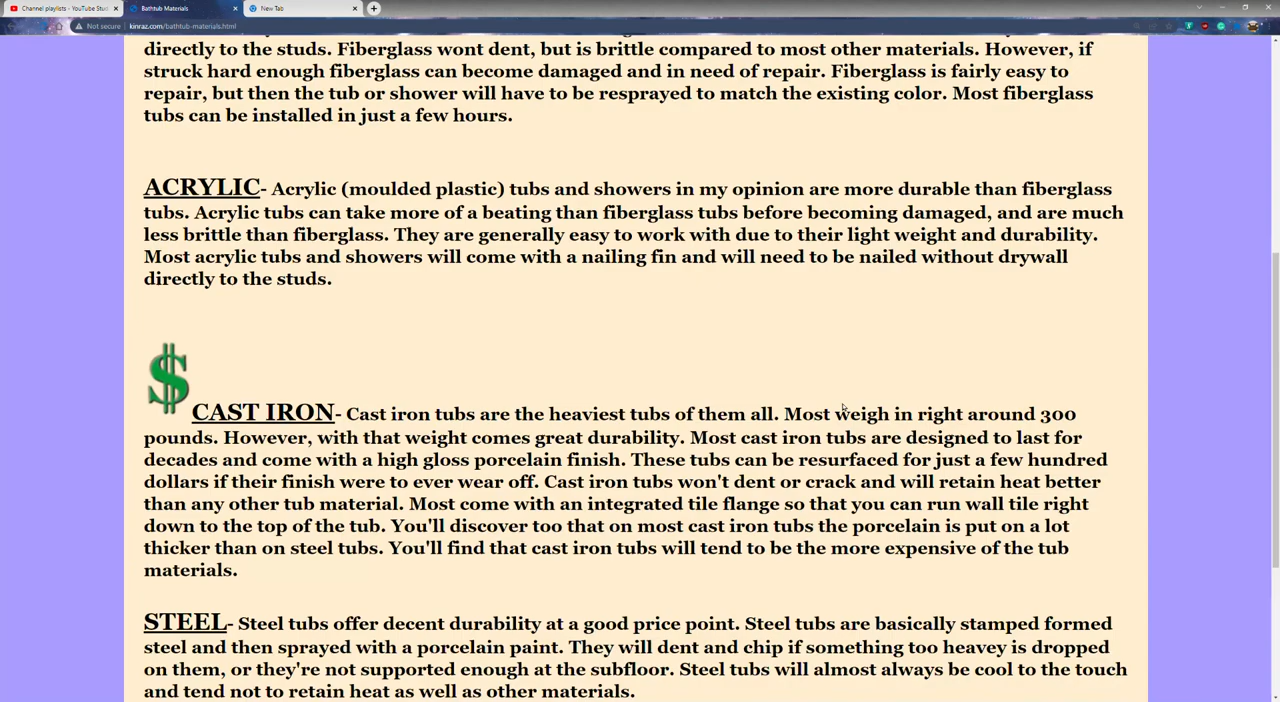 Channel playlists - YouTube Stud
Bathtub Materials
New Tab
Not secure
kinraz.com/bathtub-materials.html
directly to the studs. Fiberglass wont dent, but is brittle compared to most other materials. However, if
struck hard enough fiberglass can become damaged and in need of repair. Fiberglass is fairly easy to
repair, but then the tub or shower will have to be resprayed to match the existing color. Most fiberglass
tubs can be installed in just a few hours.
ACRYLIC- Acrylic (moulded plastic) tubs and showers in my opinion are more durable than fiberglass
tubs. Acrylic tubs can take more of a beating than fiberglass tubs before becoming damaged, and are much
less brittle than fiberglass. They are generally easy to work with due to their light weight and durability.
Most acrylic tubs and showers will come with a nailing fin and will need to be nailed without drywall
directly to the studs.
$
CAST IRON- Cast iron tubs are the heaviest tubs of them all. Most weigh in right around 300
pounds. However, with that weight comes great durability. Most cast iron tubs are designed to last for
decades and come with a high gloss porcelain finish. These tubs can be resurfaced for just a few hundred
dollars if their finish were to ever wear off. Cast iron tubs won't dent or crack and will retain heat better
than any other tub material. Most come with an integrated tile flange so that you can run wall tile right
down to the top of the tub. You'll discover too that on most cast iron tubs the porcelain is put on a lot
thicker than on steel tubs. You'll find that cast iron tubs will tend to be the more expensive of the tub
materials.
STEEL- Steel tubs offer decent durability at a good price point. Steel tubs are basically stamped formed
steel and then sprayed with a porcelain paint. They will dent and chip if something too heavey is dropped
on them, or they're not supported enough at the subfloor. Steel tubs will almost always be cool to the touch
and tend not to retain heat as well as other materials.